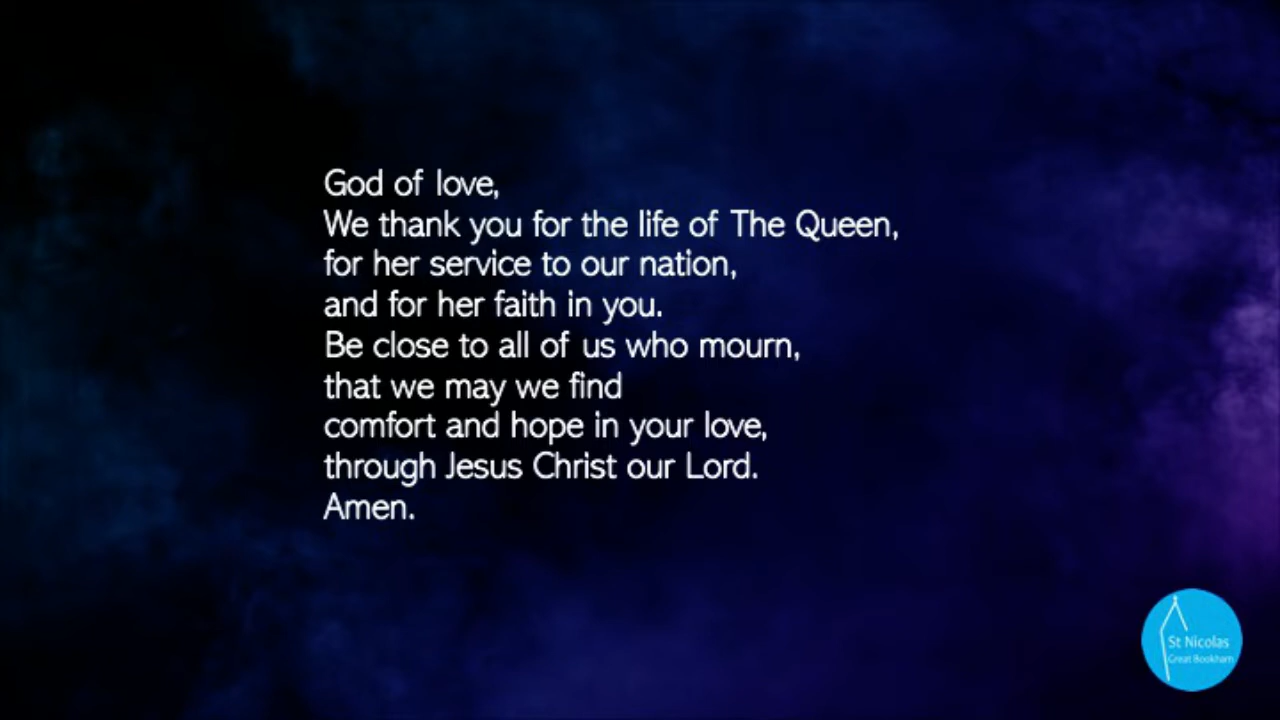 God of love,
We thank you for the life of The Queen,
for her service to our nation,
and for her faith in you.
Be close to all of us who mourn,
that we may we find
comfort and hope in your love,
through Jesus Christ our Lord.
Amen.
St Nicolas
Great Bookham